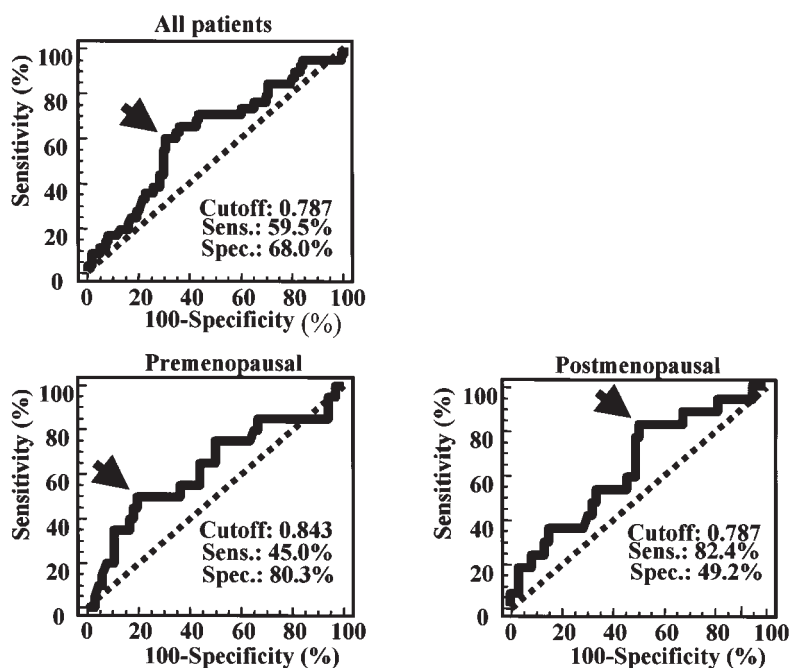 All patients
Sensitivity (%)
100
80
60
40
20
0
Cutoff: 0.787
Sens.: 59.5%
Spec.: 68.0%
0 20 40 60 80 100
100-Specificity (%)
Premenopausal
Sensitivity (%)
100
80
60
40
20
0
Cutoff: 0.843
Sens.: 45.0%
Spec.: 80.3%
0 20 40 60 80 100
100-Specificity (%)
Postmenopausal
Sensitivity (%)
100
80
60
40
20
0
Cutoff: 0.787
Sens.: 82.4%
Spec.: 49.2%
0 20 40 60 80 100
100-Specificity (%)